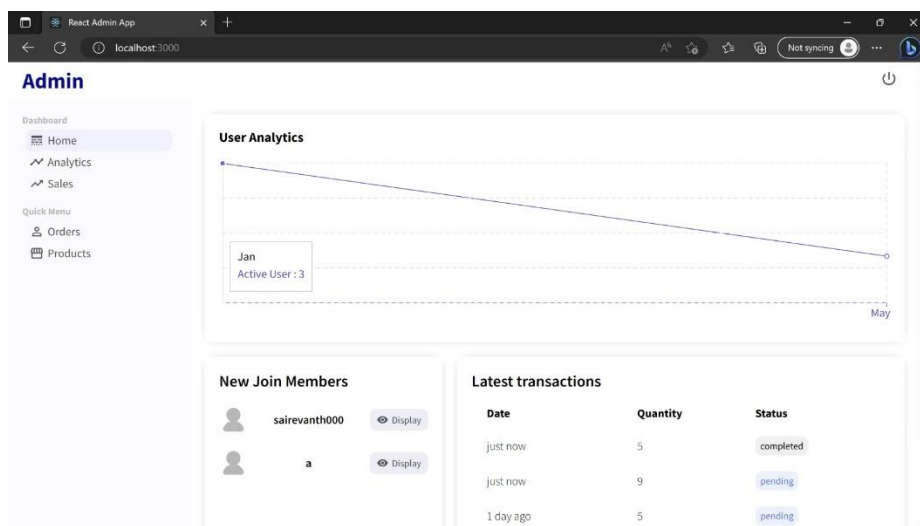 React Admin App
localhost:3000
Not syncing
Admin
Dashboard
Home
Analytics
Sales
Quick Menu
Orders
Products
User Analytics
Jan
Active User : 3
May
New Join Members
sairevanth000 Display
a Display
Latest transactions
Date Quantity Status
just now 5 completed
just now 9 pending
1 day ago 5 pending